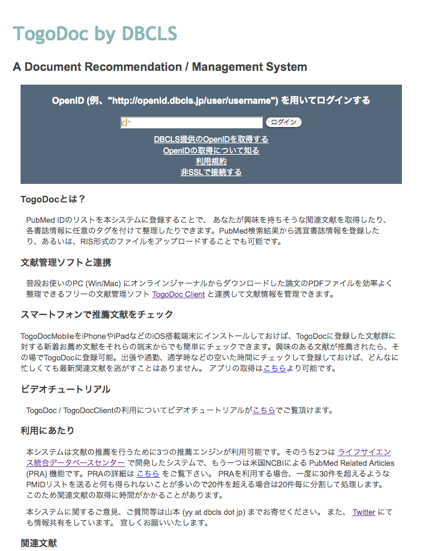 TogoDoc by DBCLS
A Document Recommendation / Management System
OpenID (例、"http://openid.dbcls.jp/user/username") を用いてログインする
ログイン
DBCLS提供のOpenIDを取得する
OpenIDの取得について知る
利用規約
非SSLで接続する
TogoDocとは？
PubMed IDのリストを本システムに登録することで、 あなたが興味を持ちそうな関連文献を取得したり、
各書誌情報に任意のタグを付けて整理したりできます。PubMed検索結果から適宜書誌情報を登録した
り、あるいは、RIS形式のファイルをアップロードすることでも可能です。
文献管理ソフトと連携
普段お使いのPC (Win/Mac) にオンラインジャーナルからダウンロードした論文のPDFファイルを効率よく
整理できるフリーの文献管理ソフト TogoDoc Client と連携して文献情報を管理できます。
スマートフォンで推薦文献をチェック
TogoDocMobileをiPhoneやiPadなどのiOS搭載端末にインストールしておけば、TogoDocに登録した文献群に
対する新着お薦め文献をそれらの端末からでも簡単にチェックできます。興味のある文献が推薦されたら、そ
の場でTogoDocに登録可能。出張や通勤、通学時などの空いた時間にチェックして登録しておけば、どんなに
忙しくても最新関連文献を逃がすことはありません。 アプリの取得はこちらより可能です。
ビデオチュートリアル
TogoDoc / TogoDocClientの利用についてビデオチュートリアルがこちらでご覧頂けます。
利用にあたり
本システムは文献の推薦を行うために3つの推薦エンジンが利用可能です。そのうち2つは ライフサイエン
ス統合データベースセンター で開発したシステムで、もう一つは米国NCBIによる PubMed Related Articles
(PRA) 機能です。PRAの詳細は こちら をご覧下さい。 PRAを利用する場合、一度に30件を超えるような
PMIDリストを送ると何も得られないことが多いので20件を超える場合は20件毎に分割して処理します。
このため関連文献の取得に時間がかかることがあります。
本システムに関するご意見、ご質問等は山本 (yy at dbcls dot jp) までお寄せください。 また、 Twitter にて
も情報共有をしています。 宜しくお願いいたします。
関連文献